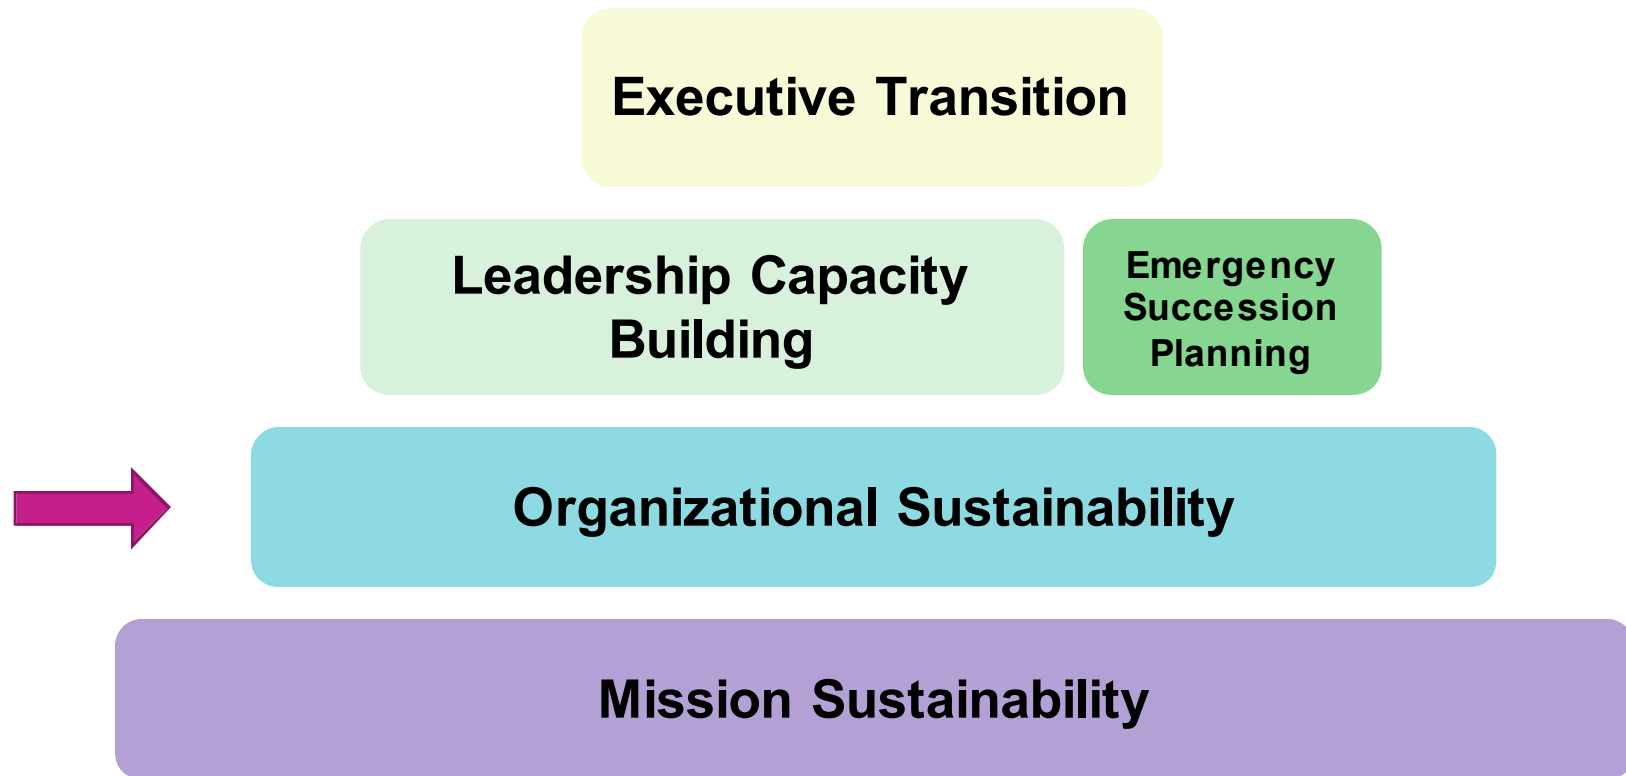 Executive Transition
Leadership Capacity
Building
Emergency
Succession
Planning
Organizational Sustainability
Mission Sustainability